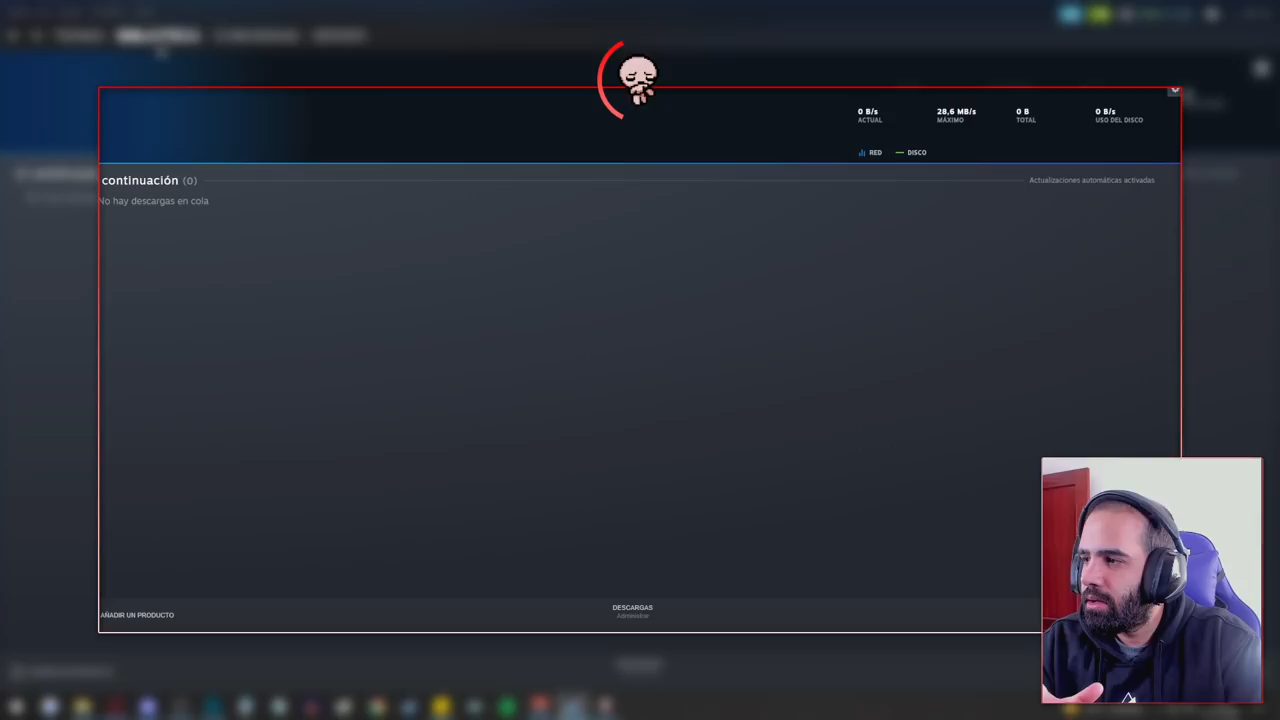 0 B/s 28,6 MB/s 0 B 0 B/s
ACTUAL MÁXIMO TOTAL USO DEL DISCO
RED DISCO
continuación (0)
Actualizaciones automáticas activadas
No hay descargas en cola
AÑADIR UN PRODUCTO
DESCARGAS
Administrar